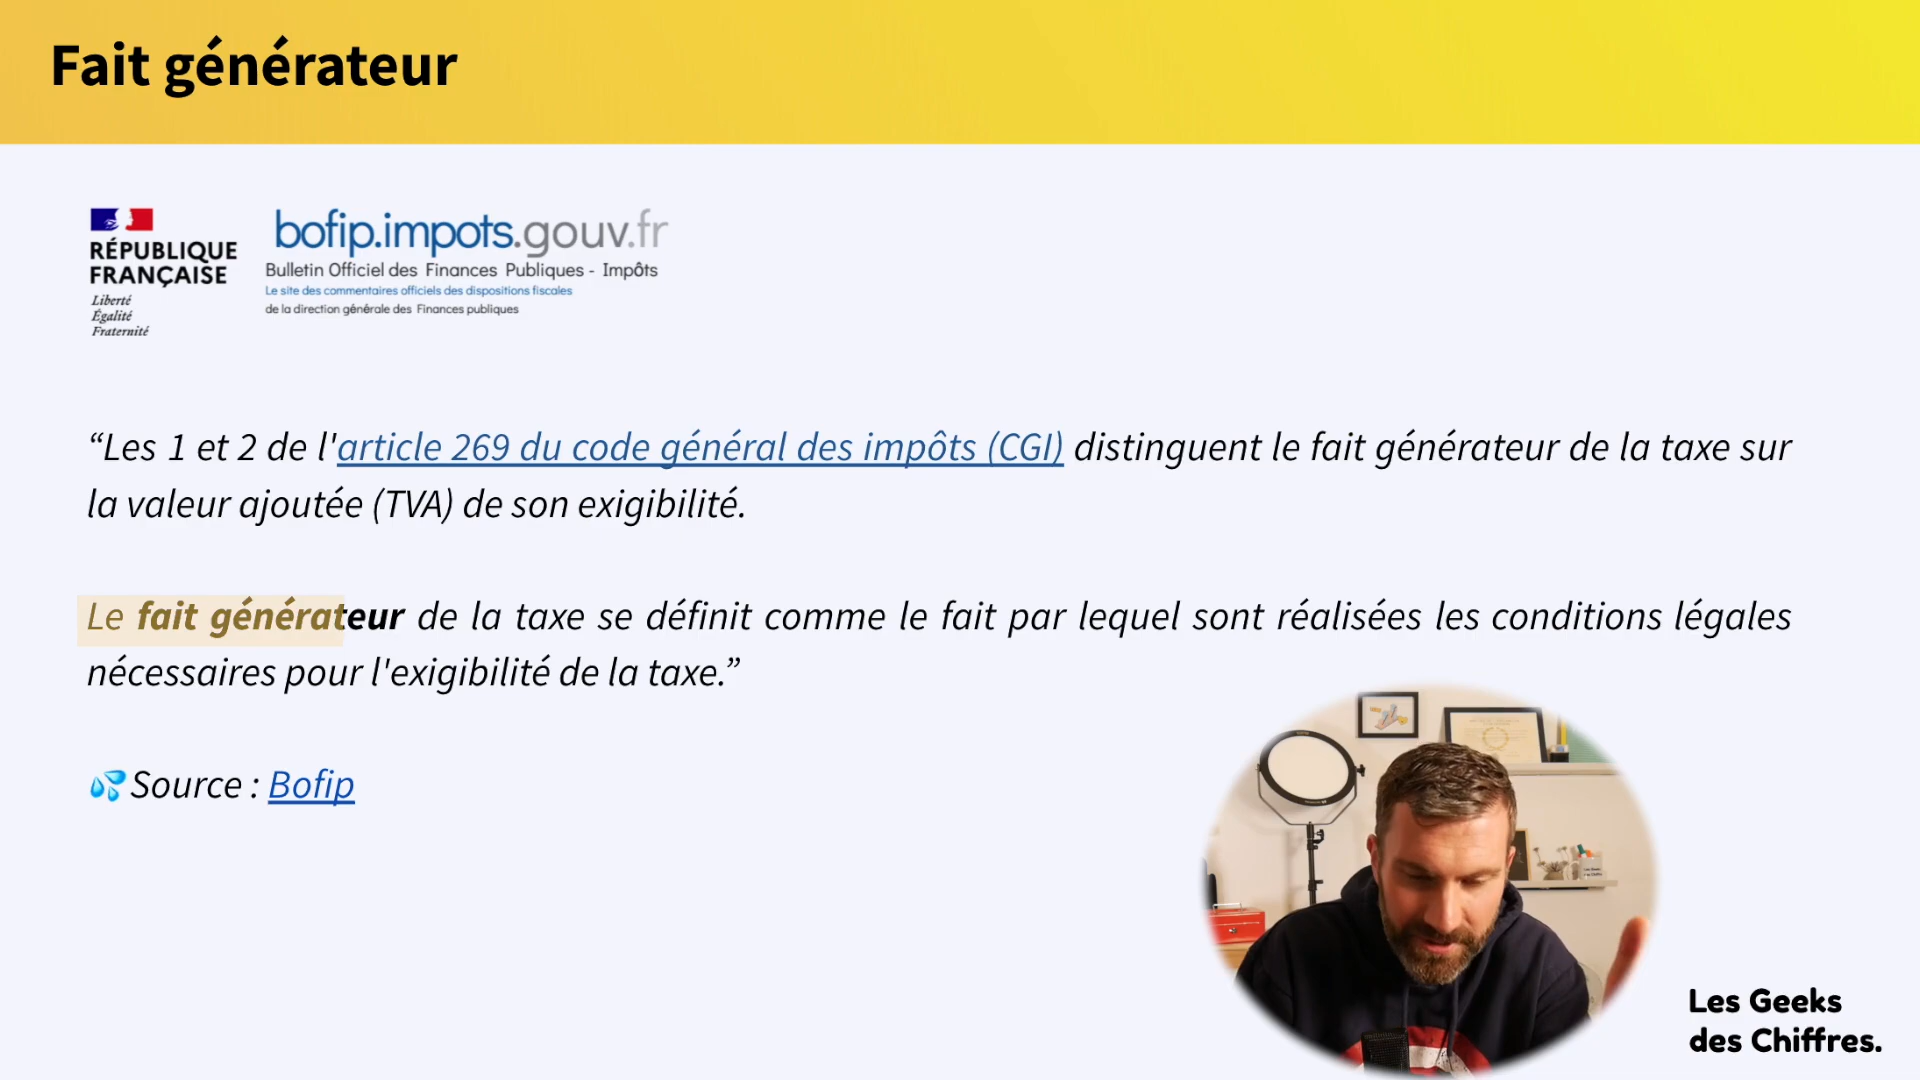 Fait générateur
RÉPUBLIQUE
FRANÇAISE
Liberté
Égalité
Fraternité
bofip.impots.gouv.fr
Bulletin Officiel des Finances Publiques - Impôts
Le site des commentaires officiels des dispositions fiscales
de la direction générale des Finances publiques
“Les 1 et 2 de l'article 269 du code général des impôts (CGI) distinguent le fait générateur de la taxe sur
la valeur ajoutée (TVA) de son exigibilité.
Le fait générateur de la taxe se définit comme le fait par lequel sont réalisées les conditions légales
nécessaires pour l'exigibilité de la taxe.”
💦Source : Bofip
Les Geeks
des Chiffres.